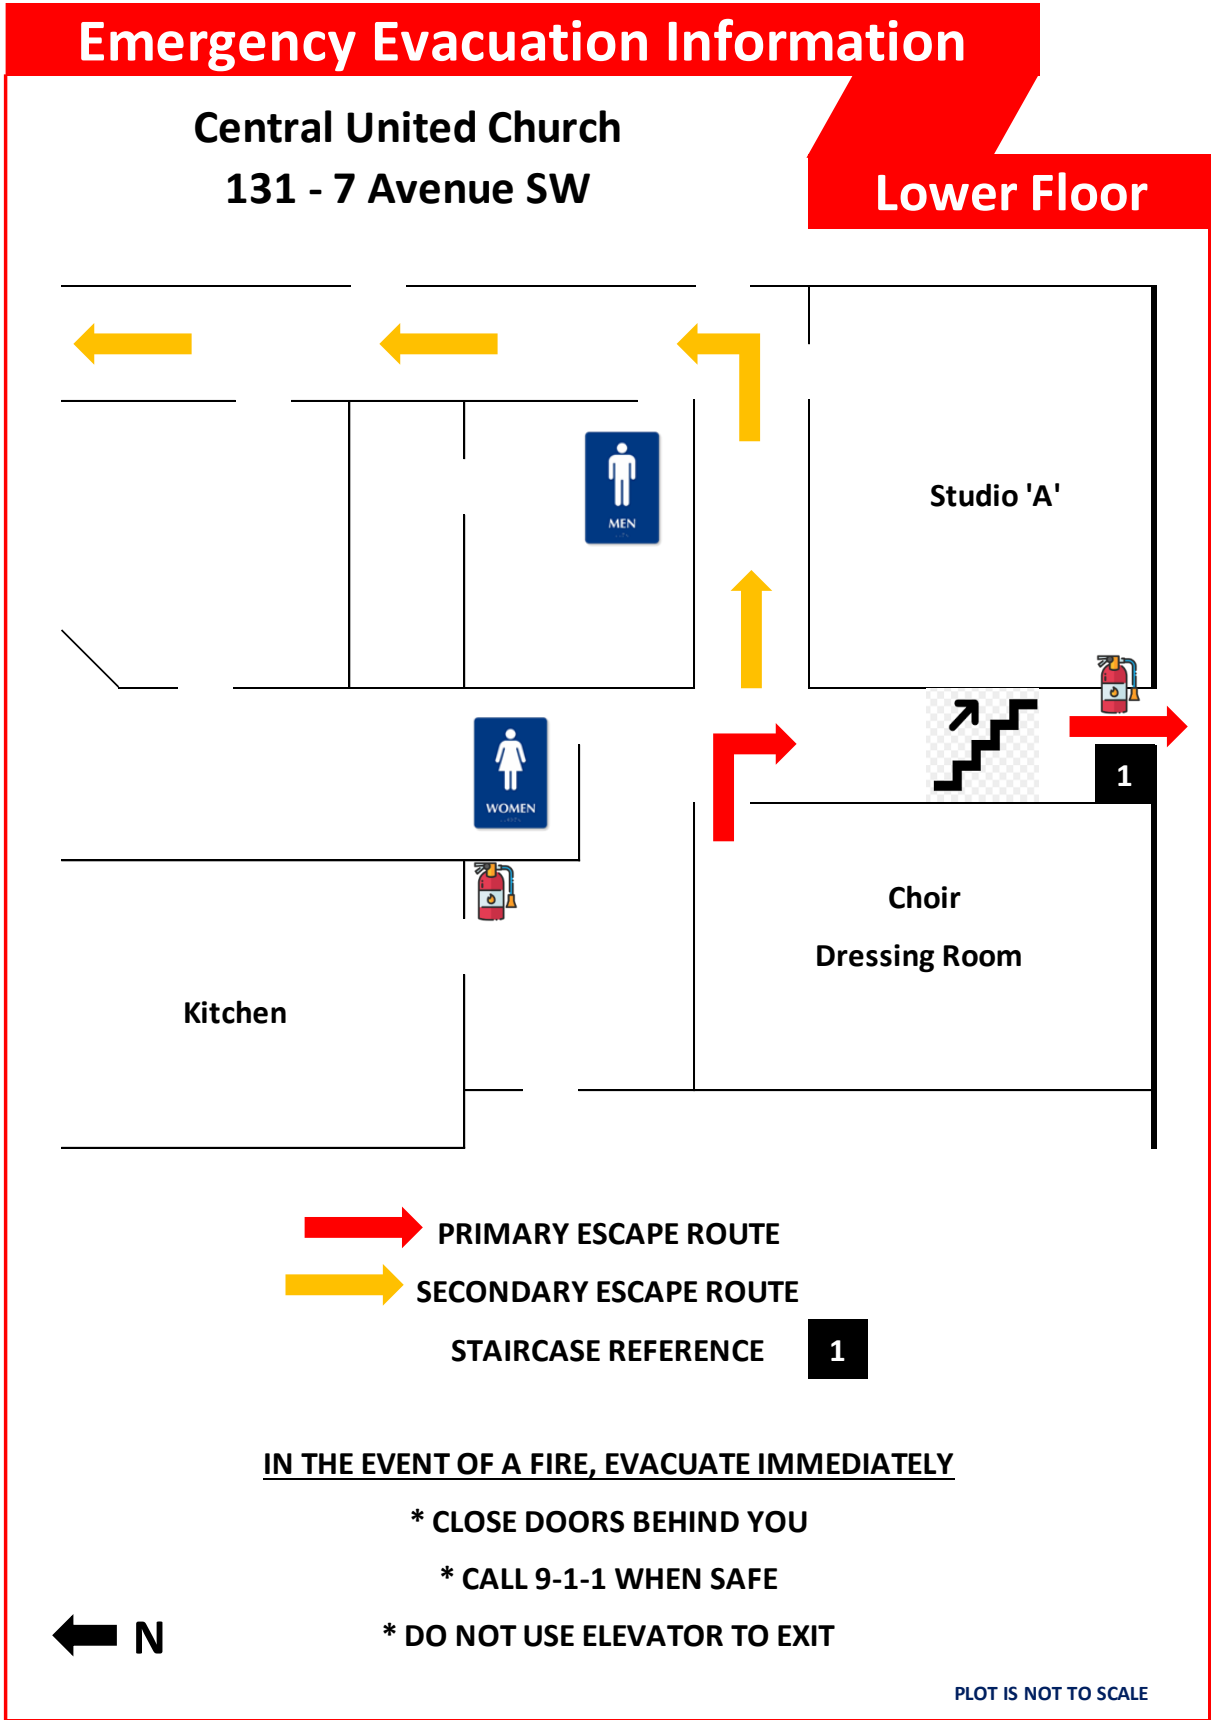 Emergency Evacuation Information
Central United Church
131 - 7 Avenue SW
Lower Floor
MEN
Studio 'A'
WOMEN
1
Choir
Dressing Room
Kitchen
PRIMARY ESCAPE ROUTE
SECONDARY ESCAPE ROUTE
STAIRCASE REFERENCE 1
IN THE EVENT OF A FIRE, EVACUATE IMMEDIATELY
* CLOSE DOORS BEHIND YOU
* CALL 9-1-1 WHEN SAFE
* DO NOT USE ELEVATOR TO EXIT
N
PLOT IS NOT TO SCALE